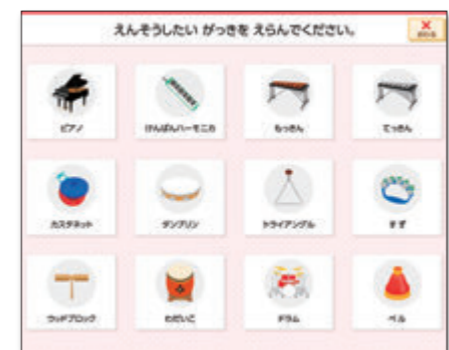 えんそうしたい がっきを えらんでください。
おわる
ピアノ
けんばんハーモニカ
もっきん
てっきん
カスタネット
タンブリン
トライアングル
すず
ウッドブロック
わだいこ
ドラム
ベル